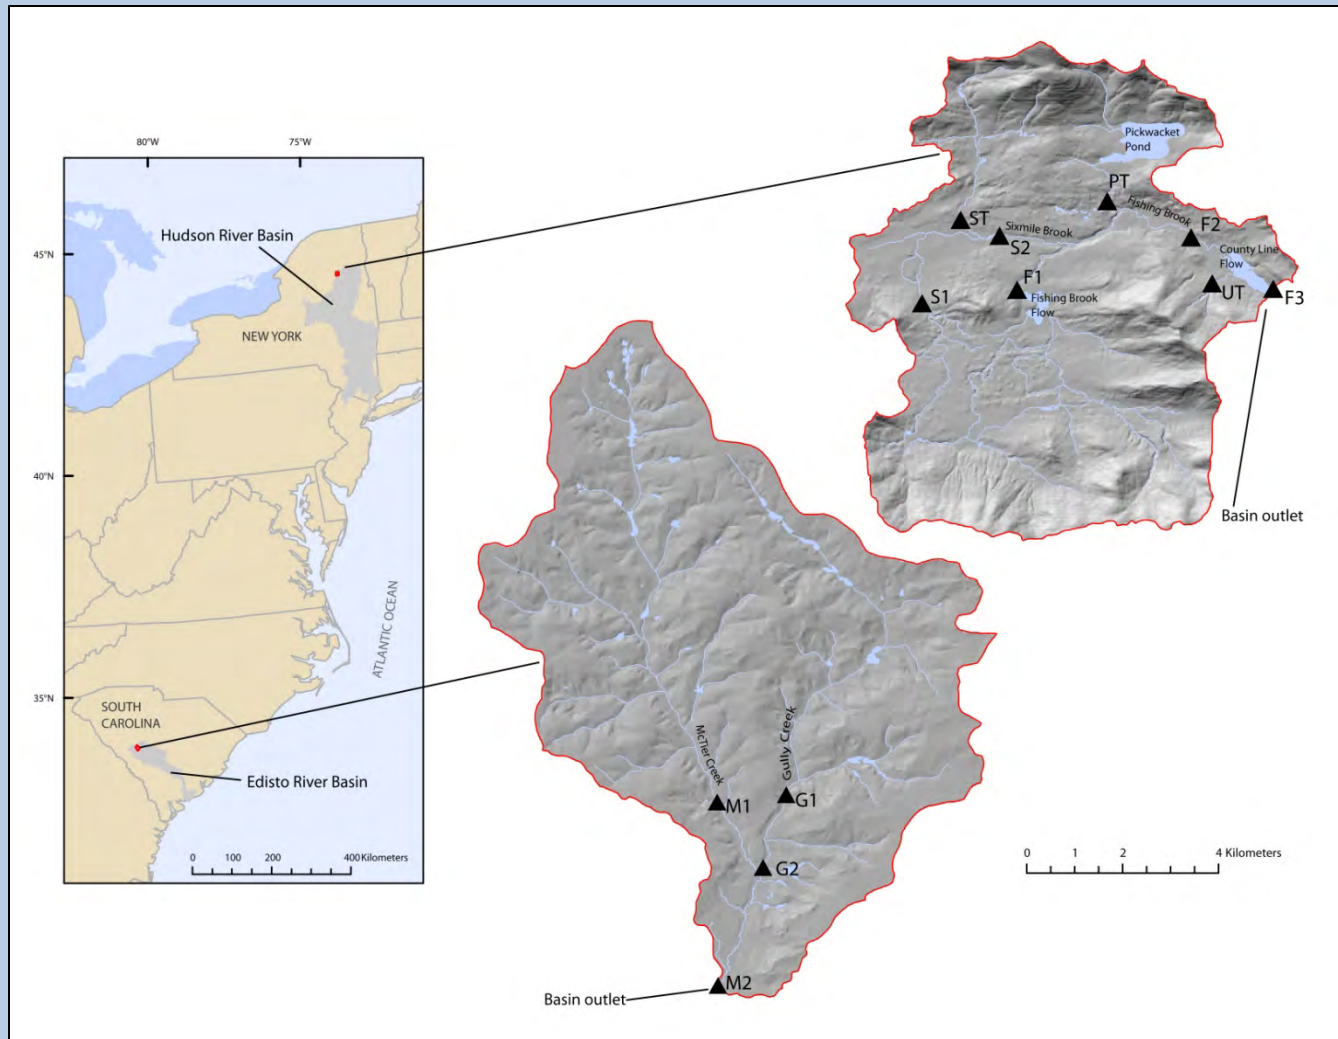 80°W
75°W
45°N
40°N
35°N
Hudson River Basin
NEW YORK
ATLANTIC OCEAN
SOUTH
CAROLINA
Edisto River Basin
0 100 200 400 Kilometers
Pickwacket
Pond
PT
Fishing Brook
F2
ST
Sixmile Brook
S2
County Line
Flow
F1
S1
Fishing Brook
Flow
UT
F3
Basin outlet
McTier Creek
Gully Creek
M1
G1
G2
M2
Basin outlet
0 1 2 4 Kilometers